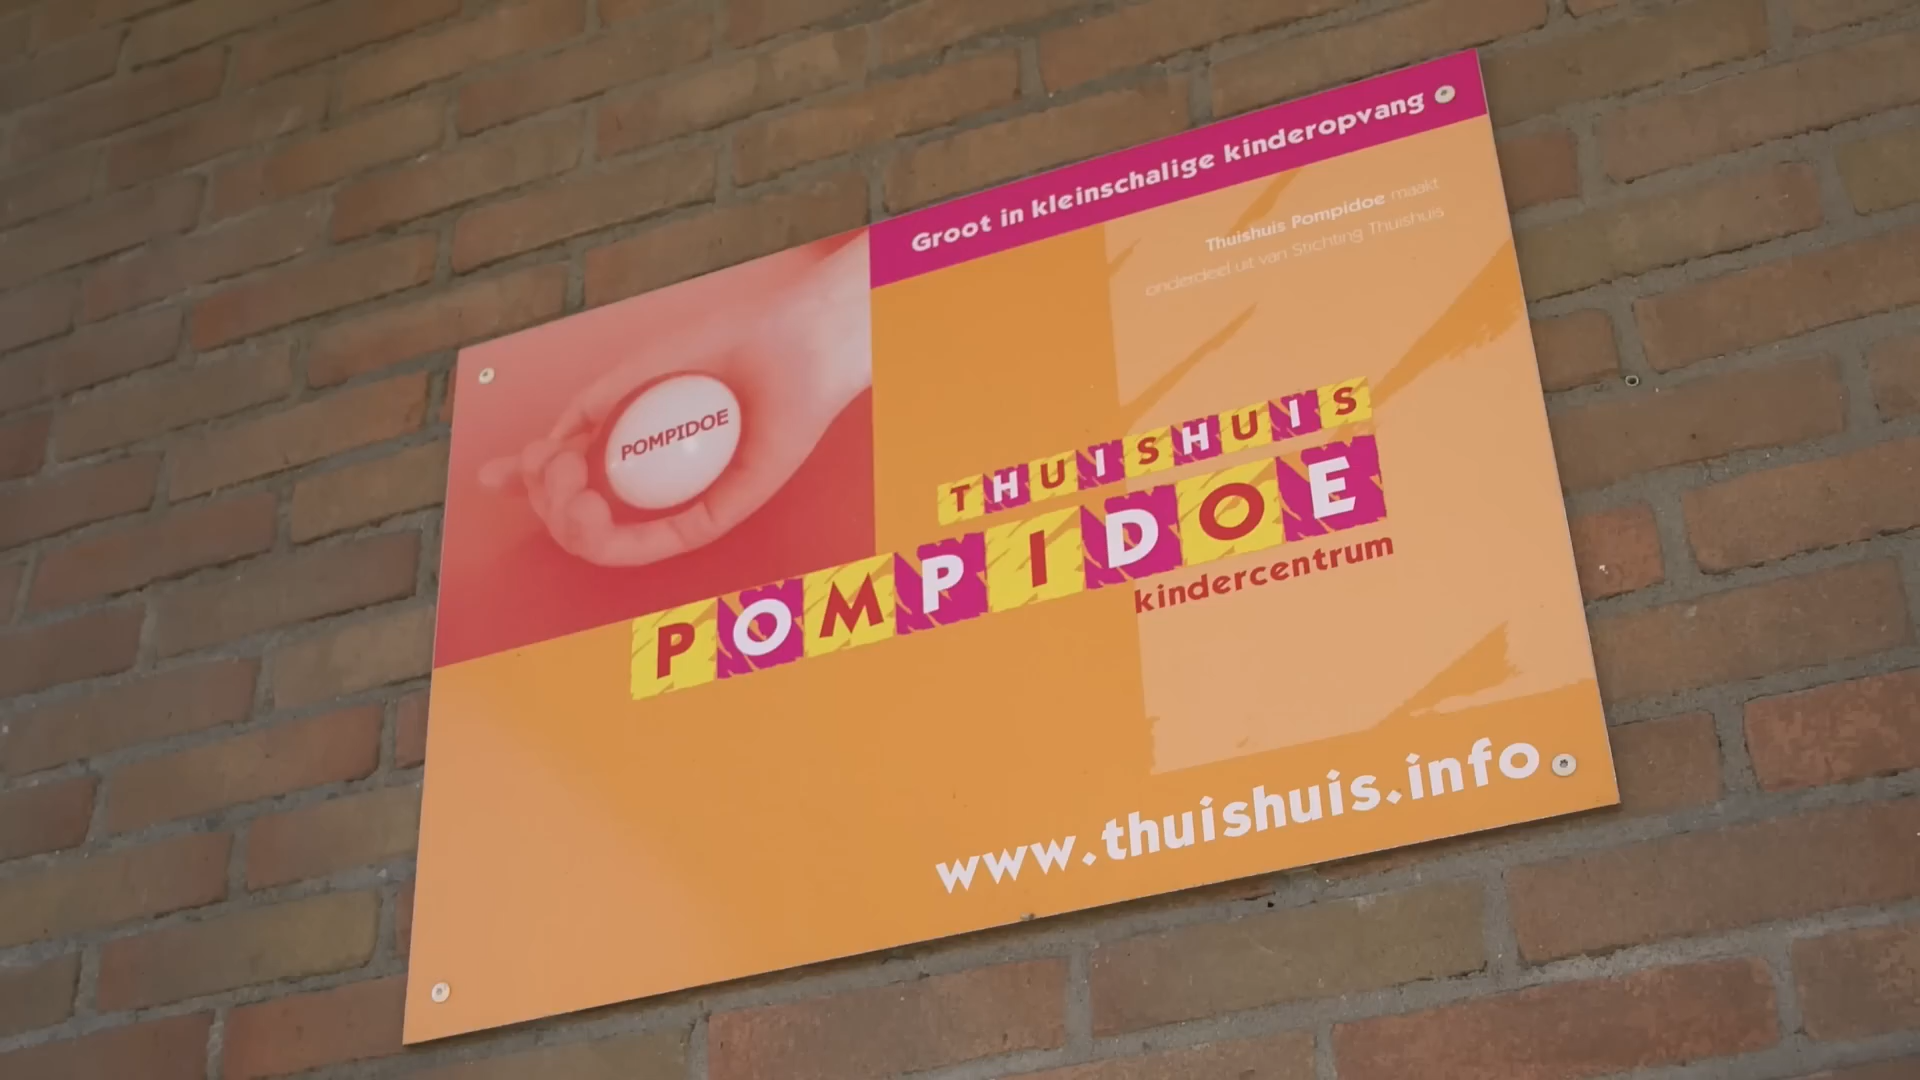 Groot in kleinschalige kinderopvang
Thuishuis Pompidoe maakt
onderdeel uit van Stichting Thuishuis
POMPIDOE
THUISHUIS
POMPIDOE
kindercentrum
www.thuishuis.info